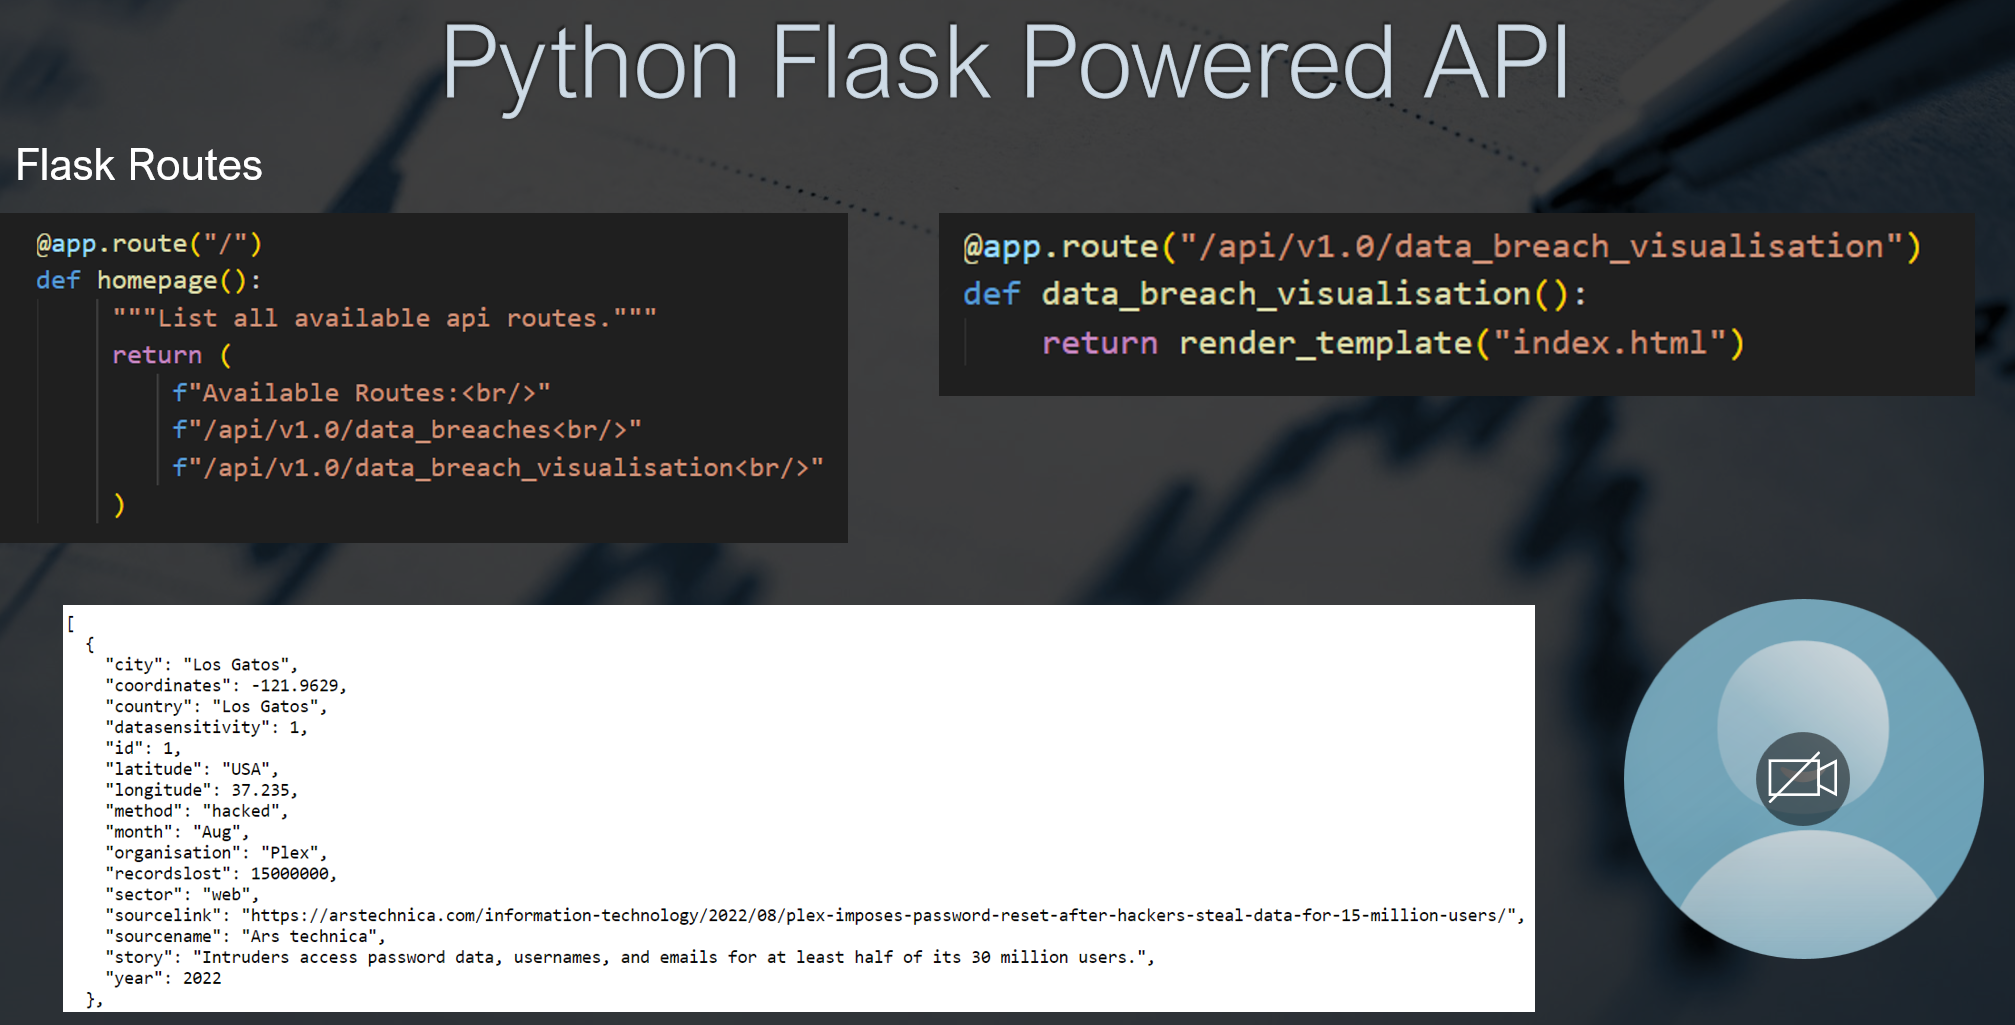 Python Flask Powered API
Flask Routes
@app.route("/")
def homepage():
"""List all available api routes."""
return (
f"Available Routes:<br/>"
f"/api/v1.0/data_breaches<br/>"
f"/api/v1.0/data_breach_visualisation<br/>"
)
@app.route("/api/v1.0/data_breach_visualisation")
def data_breach_visualisation():
return render_template("index.html")
[
{
"city": "Los Gatos",
"coordinates": -121.9629,
"country": "Los Gatos",
"datasensitivity": 1,
"id": 1,
"latitude": "USA",
"longitude": 37.235,
"method": "hacked",
"month": "Aug",
"organisation": "Plex",
"recordslost": 15000000,
"sector": "web",
"sourcelink": "https://arstechnica.com/information-technology/2022/08/plex-imposes-password-reset-after-hackers-steal-data-for-15-million-users/",
"sourcename": "Ars technica",
"story": "Intruders access password data, usernames, and emails for at least half of its 30 million users.",
"year": 2022
},